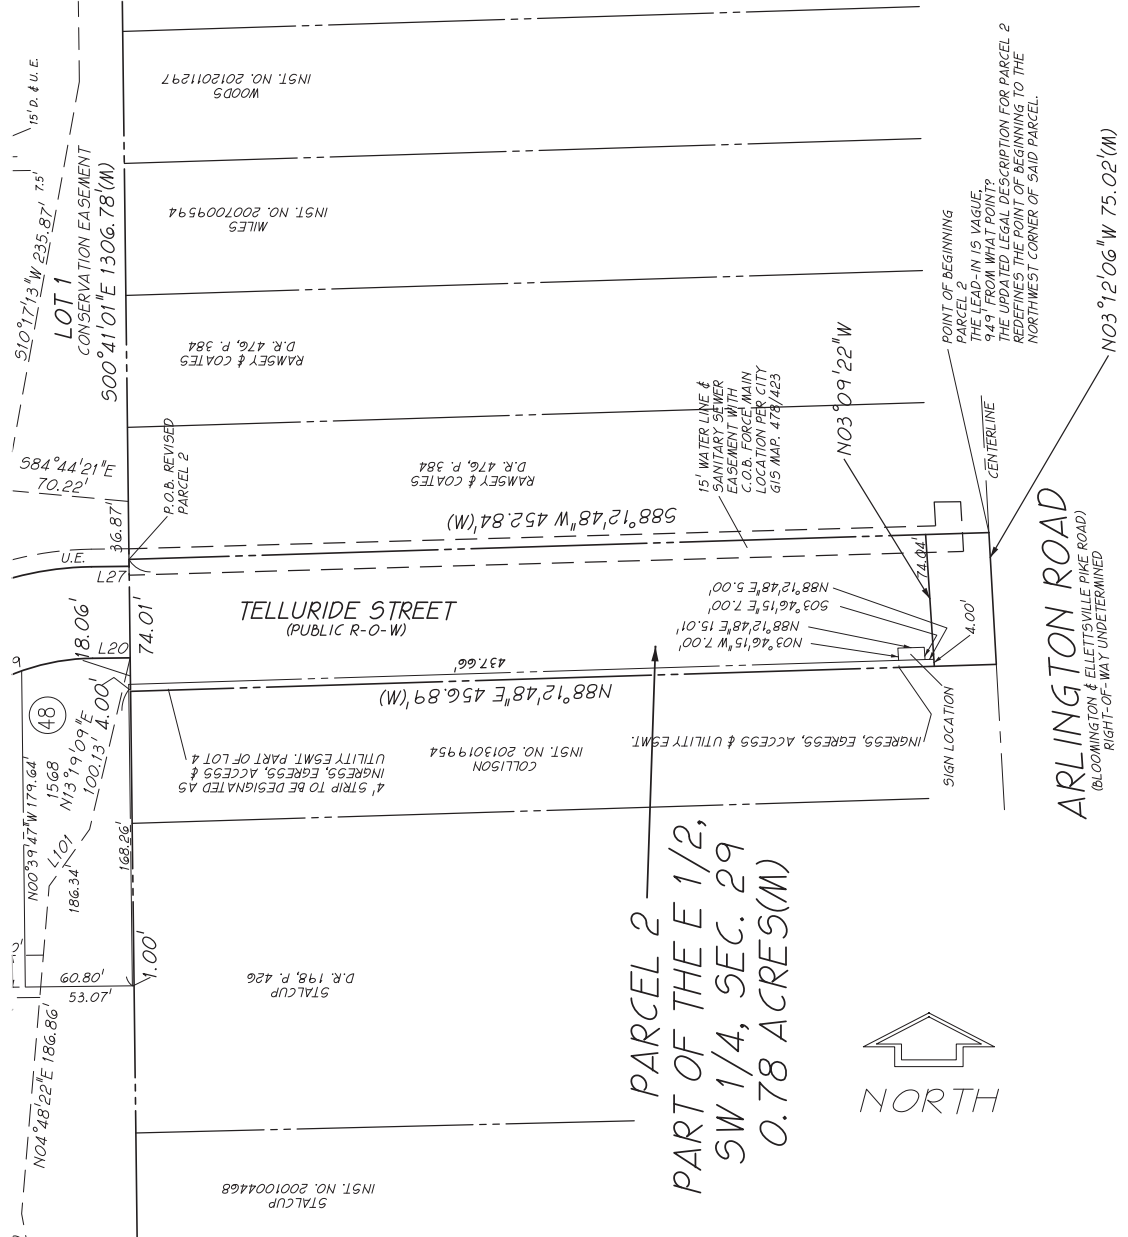 15' D. & U. E.
WOODS
INST. NO. 2012011297
7.5'
S10°17'13"W 235.87'
LOT 1
CONSERVATION EASEMENT
S00°41'01"E 1306.78'(M)
MILES
INST. NO. 2007009594
RAMSEY & COATES
D.R. 476, P. 384
POINT OF BEGINNING
PARCEL 2
THE LEAD-IN IS VAGUE,
949' FROM WHAT POINT?
THE UPDATED LEGAL DESCRIPTION FOR PARCEL 2
REDEFINES THE POINT OF BEGINNING TO THE
NORTHWEST CORNER OF SAID PARCEL.
N03°12'06"W 75.02'(M)
S84°44'21"E
70.22'
36.87'
P.O.B. REVISED
PARCEL 2
RAMSEY & COATES
D.R. 476, P. 384
15' WATER LINE &
SANITARY SEWER
EASEMENT WITH
C.O.B. FORCE MAIN
LOCATION PER CITY
GIS MAP. 478/423
N03°09'22"W
CENTERLINE
S88°12'48"W 452.84'(M)
U.E.
L27
74.04'
TELLURIDE STREET
(PUBLIC R-O-W)
18.06'
74.01'
L20
N88°12'48"E 5.00'
S03°46'15"E 7.00'
N88°12'48"E 15.01'
N03°46'15"W 7.00'
4.00'
437.66'
N88°12'48"E 456.89'(M)
ARLINGTON ROAD
(BLOOMINGTON & ELLETTSVILLE PIKE ROAD)
RIGHT-OF-WAY UNDETERMINED
9
48
1568
N00°39'47"W 179.64'
N13°19'09"E
100.13'
4.00'
L101
186.34'
168.26'
4' STRIP TO BE DESIGNATED AS
INGRESS, EGRESS, ACCESS &
UTILITY ESMT. PART OF LOT 4
COLLISON
INST. NO. 2013019954
INGRESS, EGRESS, ACCESS & UTILITY ESMT.
SIGN LOCATION
PARCEL 2
PART OF THE E 1/2,
SW 1/4, SEC. 29
0.78 ACRES(M)
1.00'
60.80'
53.07'
N04°48'22"E 186.86'
STALCUP
D.R. 198, P. 426
NORTH
STALCUP
INST. NO. 2001004468